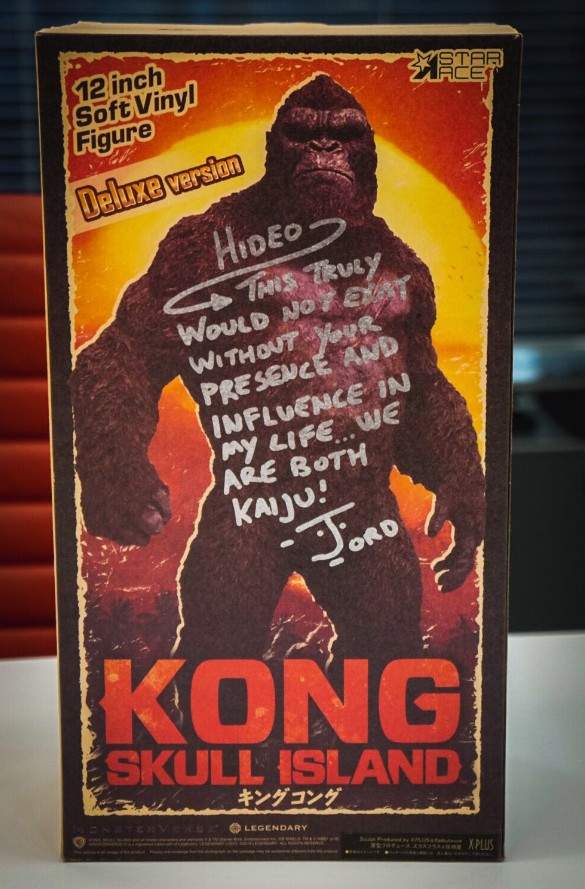 12 inch
Soft Vinyl
Figure
STAR
ACE
Deluxe version
HIDEO
THIS TRULY
WOULD NOT EXIST
WITHOUT YOUR
PRESENCE AND
INFLUENCE IN
MY LIFE... WE
ARE BOTH
KAIJU!
- JORD
KONG
SKULL ISLAND
キングコング
MONSTERVERSE
LEGENDARY
X PLUS